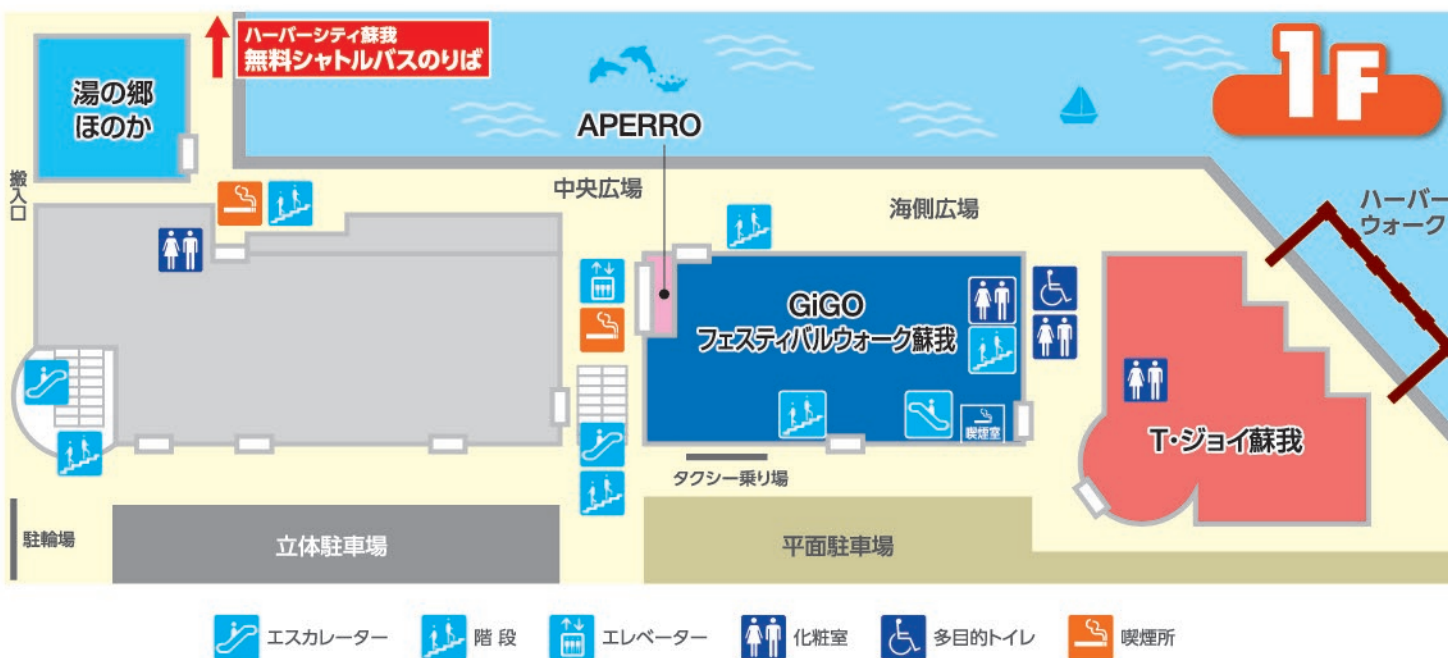 ハーバーシティ蘇我
無料シャトルバスのりば
1F
湯の郷
ほのか
APERRO
搬入口
中央広場
海側広場
ハーバー
ウォーク
GiGO
フェスティバルウォーク蘇我
喫煙室
T・ジョイ蘇我
タクシー乗り場
駐輪場
立体駐車場
平面駐車場
エスカレーター
階段
エレベーター
化粧室
多目的トイレ
喫煙所